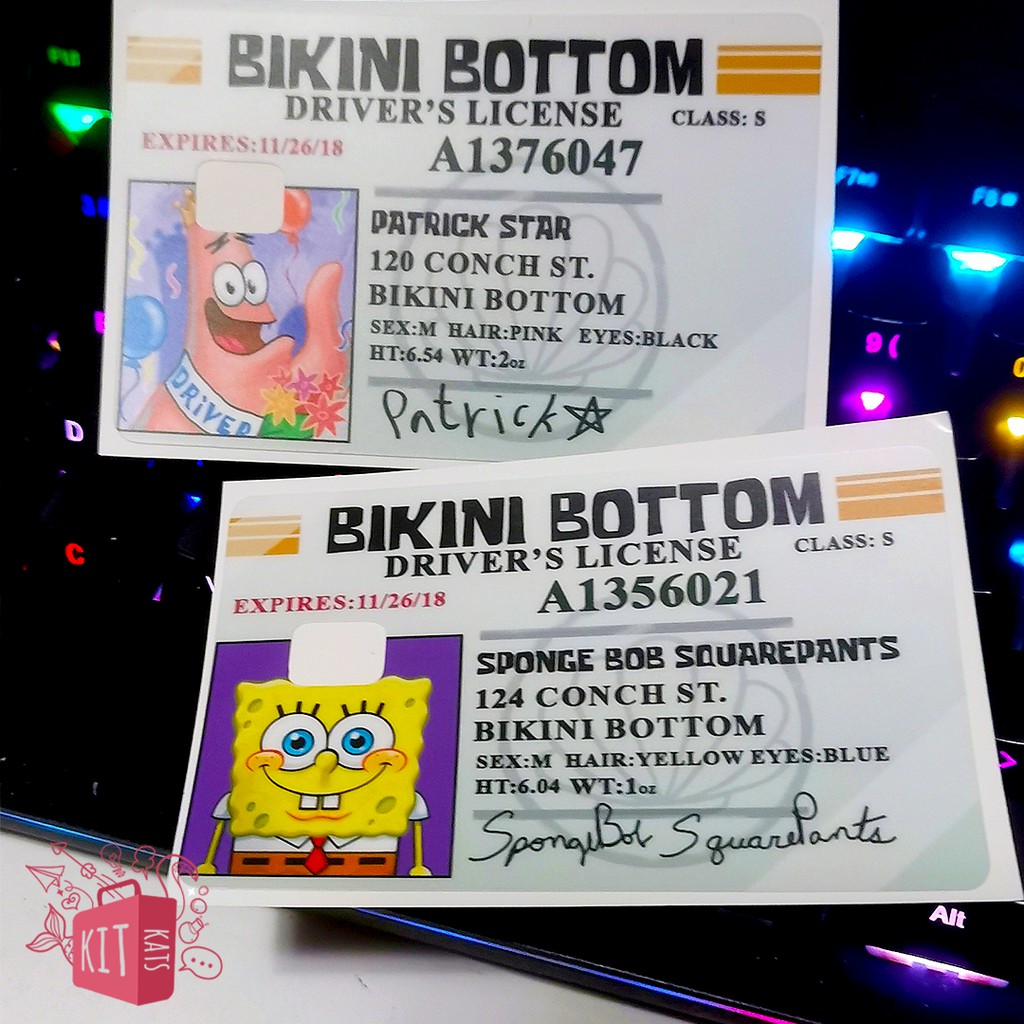 BIKINI BOTTOM
DRIVER'S LICENSE
CLASS: S
EXPIRES:11/26/18
A1376047
PATRICK STAR
120 CONCH ST.
BIKINI BOTTOM
SEX:M HAIR:PINK EYES:BLACK
HT:6.54 WT:2oz
Patrick
DRIVER
BIKINI BOTTOM
DRIVER'S LICENSE
CLASS: S
EXPIRES:11/26/18
A1356021
SPONGE BOB SQUAREPANTS
124 CONCH ST.
BIKINI BOTTOM
SEX:M HAIR:YELLOW EYES:BLUE
HT:6.04 WT:1oz
SpongeBob SquarePants
F7
F8
9 (
D
C
Alt
KIT
KATS